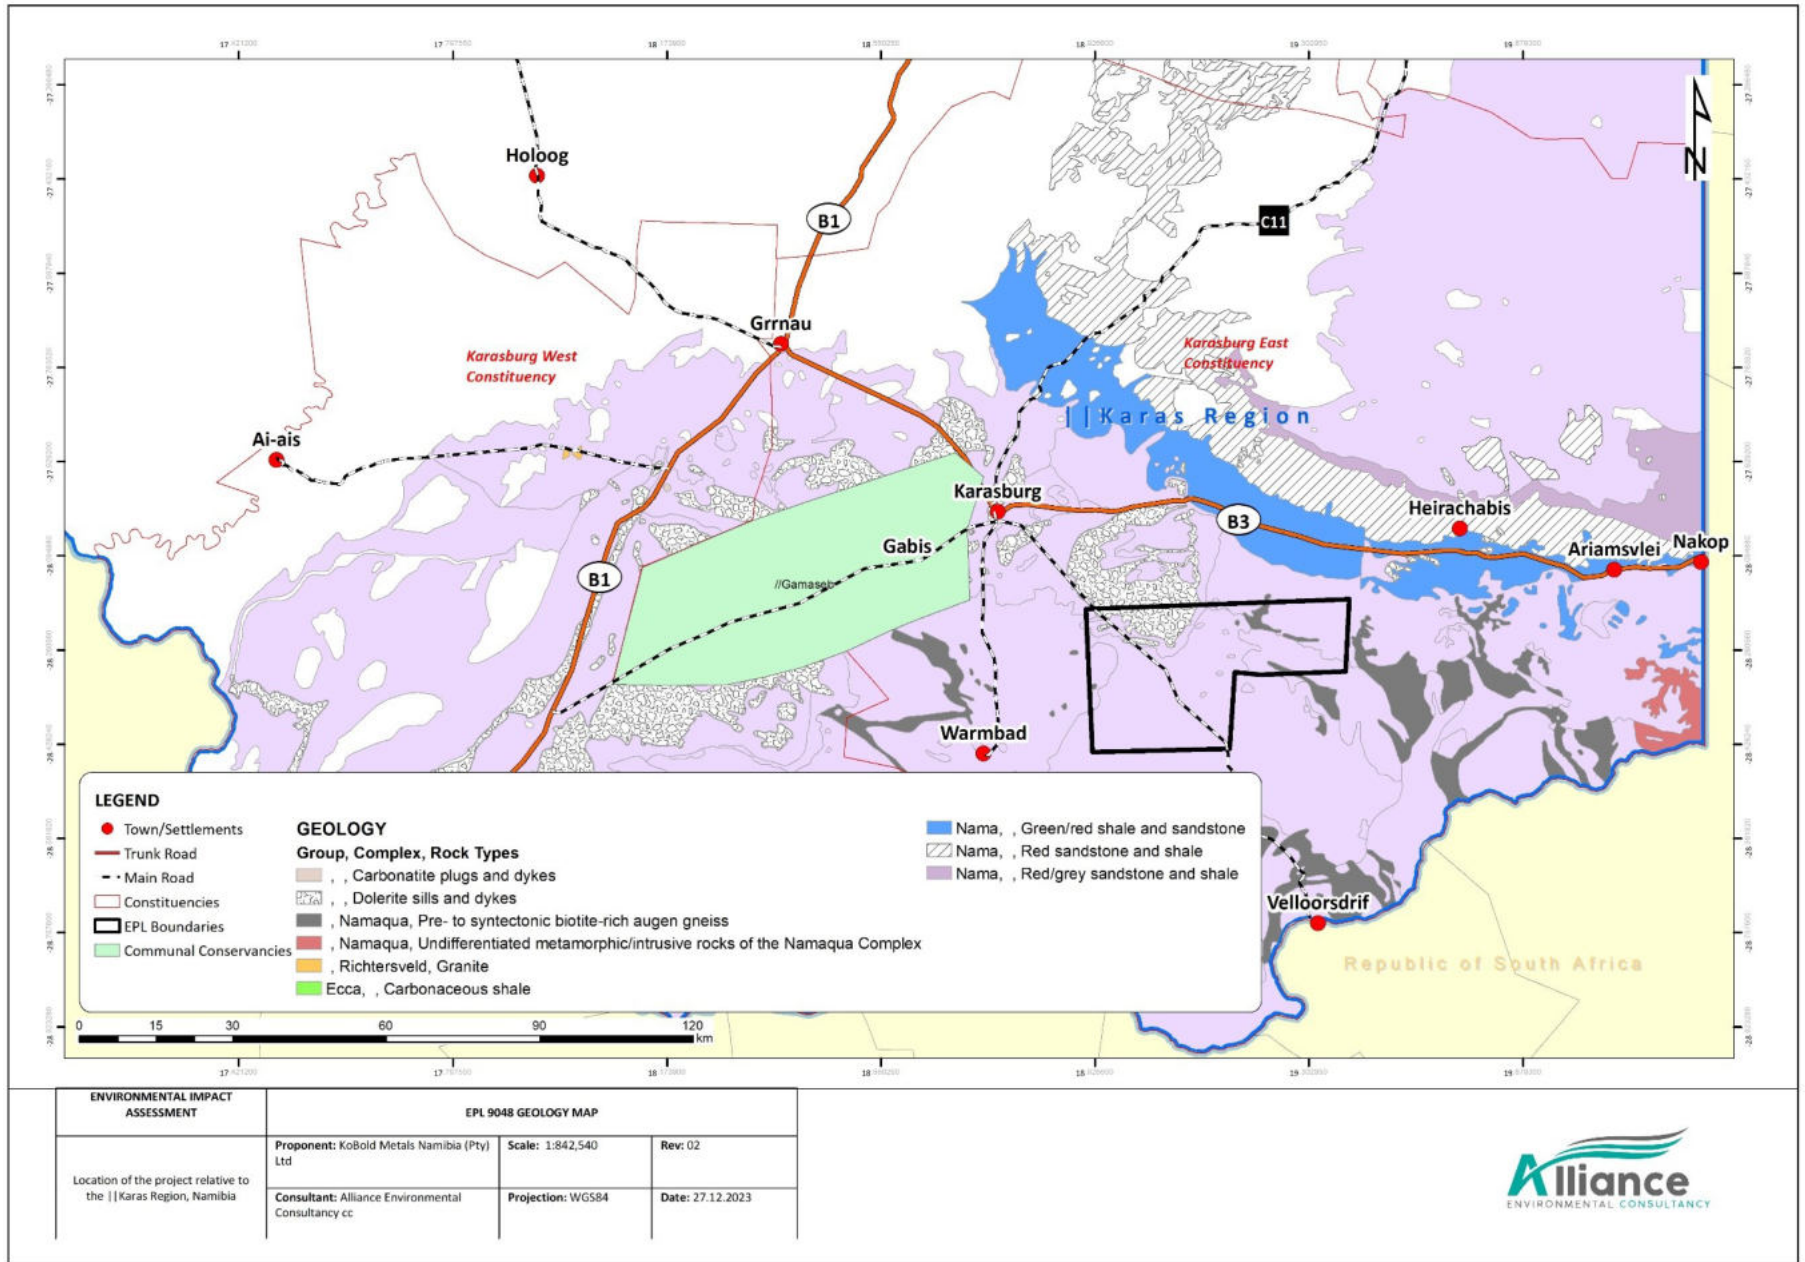 Holoog
B1
C11
Grrnau
Karasburg West
Constituency
Karasburg East
Constituency
||Karas Region
Ai-ais
Karasburg
Heirachabis
B3
Gabis
Ariamsvlei
Nakop
B1
//Gamaseb
N
Warmbad
Velloorsdrif
Republic of South Africa
LEGEND
Town/Settlements
Trunk Road
Main Road
Constituencies
EPL Boundaries
Communal Conservancies
GEOLOGY
Group, Complex, Rock Types
, , Carbonatite plugs and dykes
, , Dolerite sills and dykes
, Namaqua, Pre- to syntectonic biotite-rich augen gneiss
, Namaqua, Undifferentiated metamorphic/intrusive rocks of the Namaqua Complex
, Richtersveld, Granite
Ecca, , Carbonaceous shale
Nama, , Green/red shale and sandstone
Nama, , Red sandstone and shale
Nama, , Red/grey sandstone and shale
0 15 30 60 90 120
km
ENVIRONMENTAL IMPACT
ASSESSMENT
Location of the project relative to
the ||Karas Region, Namibia
EPL 9048 GEOLOGY MAP
Proponent: KoBold Metals Namibia (Pty)
Ltd
Scale: 1:842,540
Rev: 02
Consultant: Alliance Environmental
Consultancy cc
Projection: WGS84
Date: 27.12.2023
Alliance
ENVIRONMENTAL CONSULTANCY